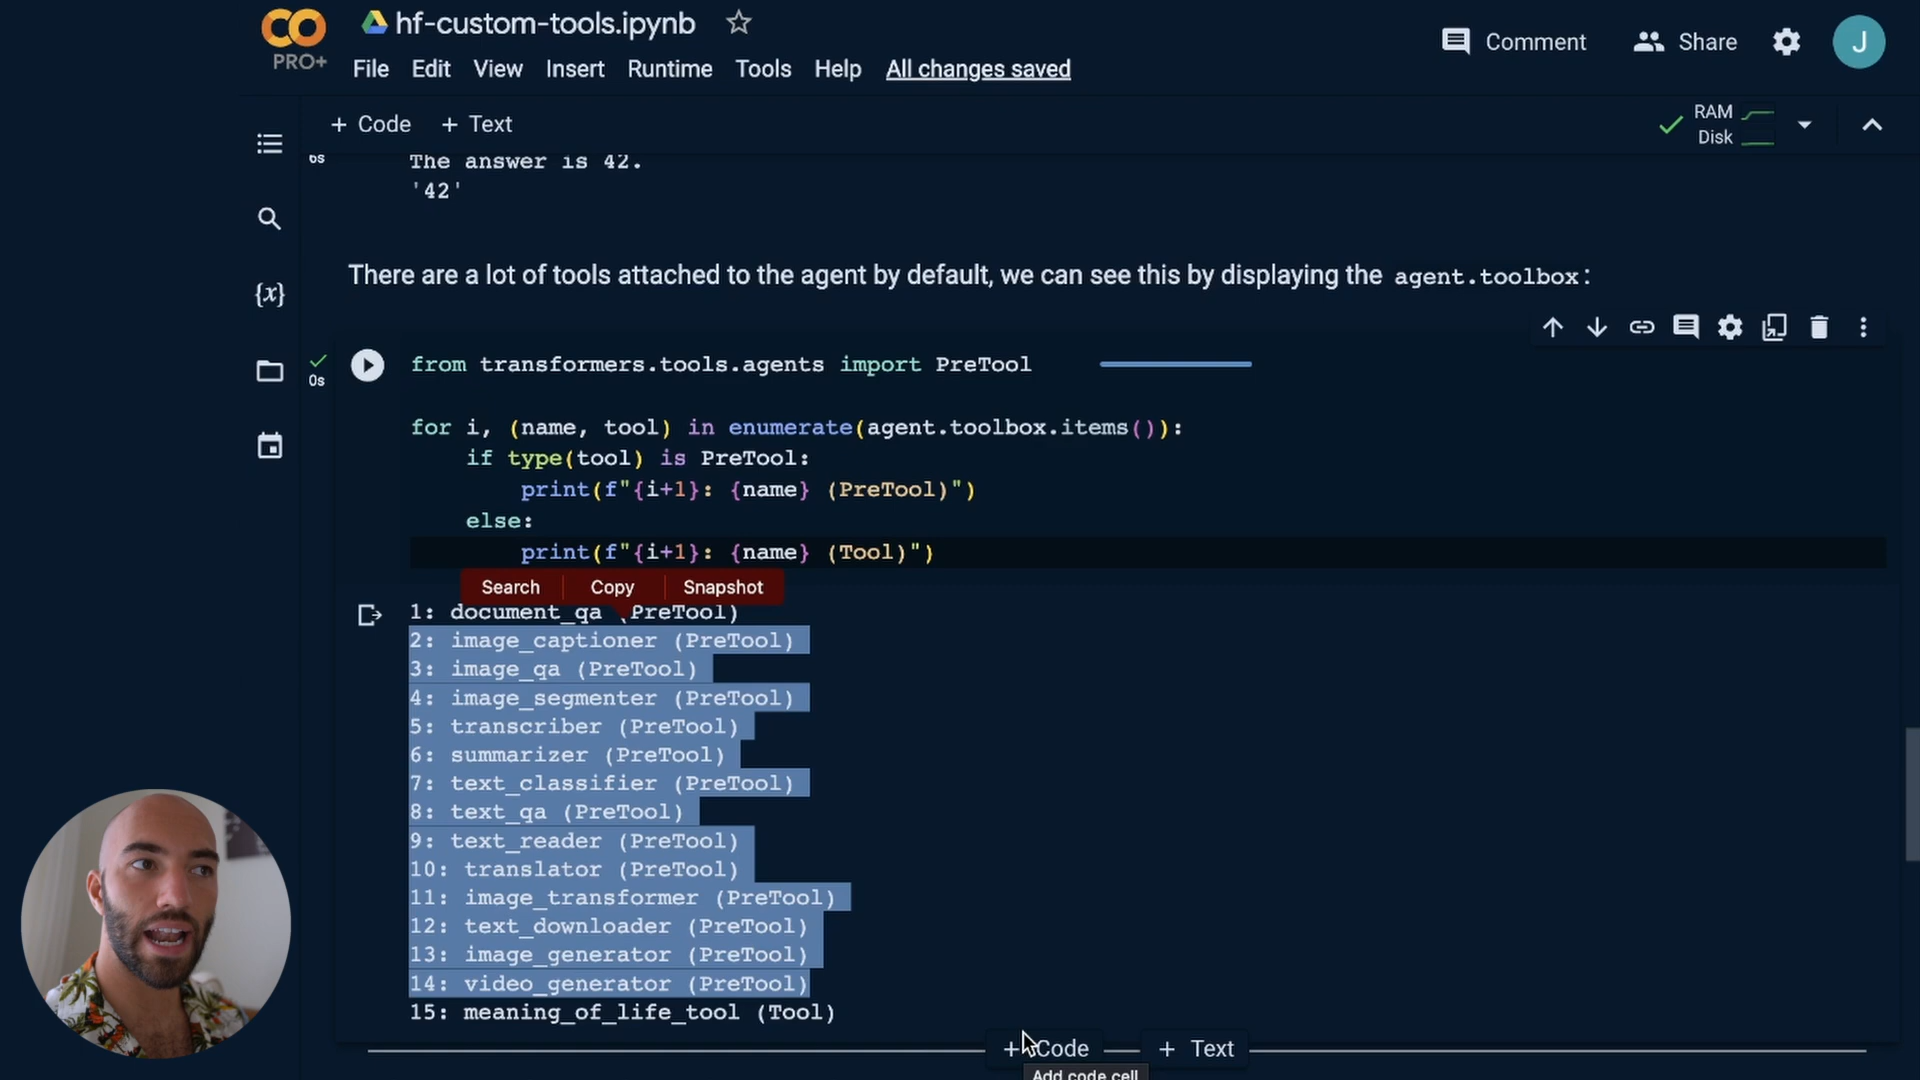 hf-custom-tools.ipynb
Comment
Share
J
PRO+
File Edit View Insert Runtime Tools Help All changes saved
+ Code + Text
RAM
Disk
6s
The answer is 42.
'42'
There are a lot of tools attached to the agent by default, we can see this by displaying the agent.toolbox:
{x}
0s
from transformers.tools.agents import PreTool
for i, (name, tool) in enumerate(agent.toolbox.items()):
if type(tool) is PreTool:
print(f"{i+1}: {name} (PreTool)")
else:
print(f"{i+1}: {name} (Tool)")
Search Copy Snapshot
1: document_qa (PreTool)
2: image_captioner (PreTool)
3: image_qa (PreTool)
4: image_segmenter (PreTool)
5: transcriber (PreTool)
6: summarizer (PreTool)
7: text_classifier (PreTool)
8: text_qa (PreTool)
9: text_reader (PreTool)
10: translator (PreTool)
11: image_transformer (PreTool)
12: text_downloader (PreTool)
13: image_generator (PreTool)
14: video_generator (PreTool)
15: meaning_of_life_tool (Tool)
+ Code + Text
Add code cell